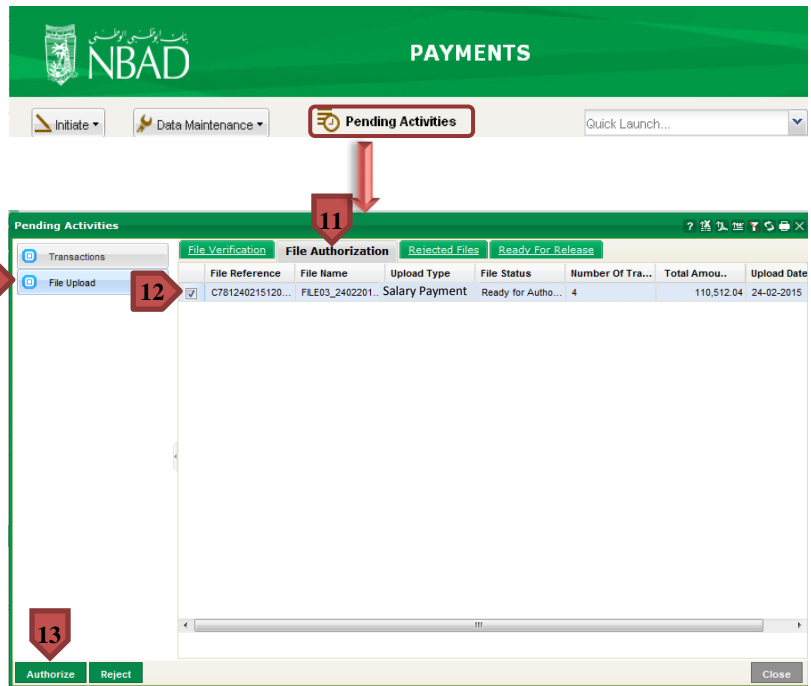 بنك أبوظبي الوطني
NBAD
PAYMENTS
Initiate
Data Maintenance
Pending Activities
Quick Launch...
Pending Activities
11
Transactions
File Upload
File Verification
File Authorization
Rejected Files
Ready For Release
File Reference
File Name
Upload Type
File Status
Number Of Tra...
Total Amou..
Upload Date
12
C781240215120...
FILE03_2402201..
Salary Payment
Ready for Autho...
4
110,512.04
24-02-2015
13
Authorize
Reject
Close